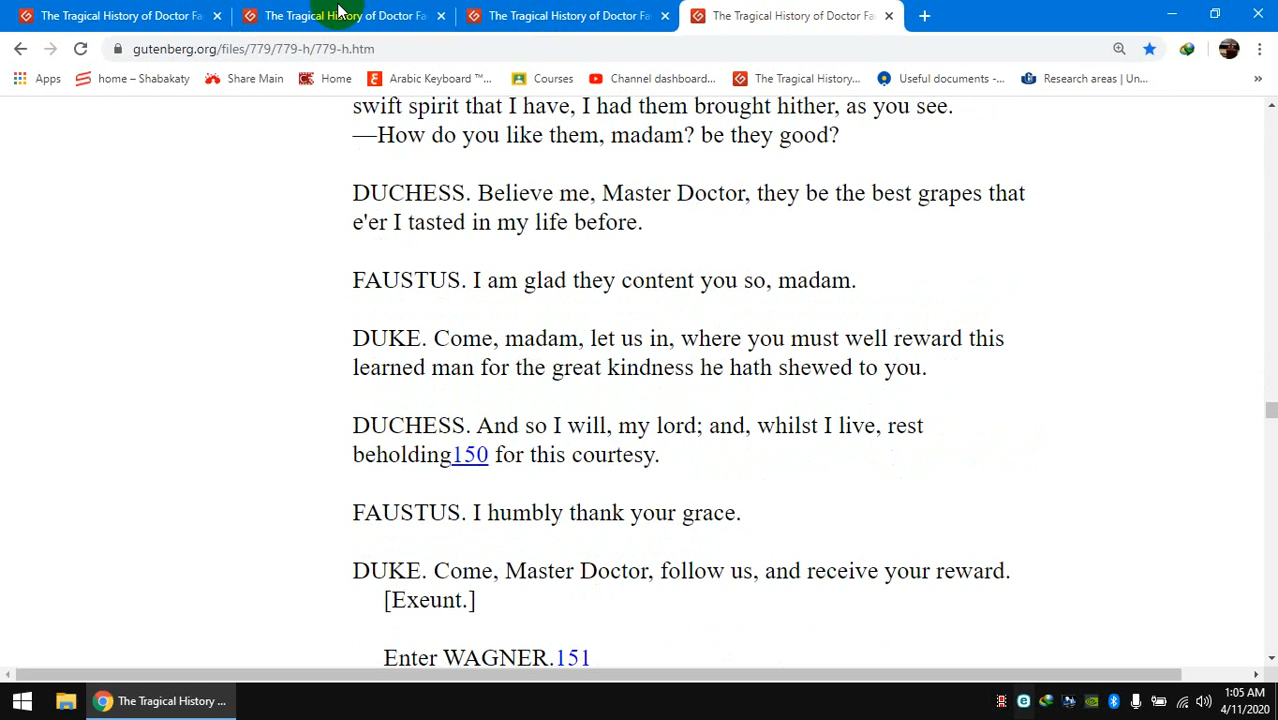 The Tragical History of Doctor Fa
The Tragical History of Doctor Fa
The Tragical History of Doctor Fa
The Tragical History of Doctor Fa
gutenberg.org/files/779/779-h/779-h.htm
Apps
home – Shabakaty
Share Main
Home
Arabic Keyboard ™...
Courses
Channel dashboard...
The Tragical History...
Useful documents -...
Research areas | Un...
»
swift spirit that I have, I had them brought hither, as you see.
—How do you like them, madam? be they good?
DUCHESS. Believe me, Master Doctor, they be the best grapes that
e'er I tasted in my life before.
FAUSTUS. I am glad they content you so, madam.
DUKE. Come, madam, let us in, where you must well reward this
learned man for the great kindness he hath shewed to you.
DUCHESS. And so I will, my lord; and, whilst I live, rest
beholding150 for this courtesy.
FAUSTUS. I humbly thank your grace.
DUKE. Come, Master Doctor, follow us, and receive your reward.
[Exeunt.]
Enter WAGNER.151
The Tragical History ...
1:05 AM
4/11/2020